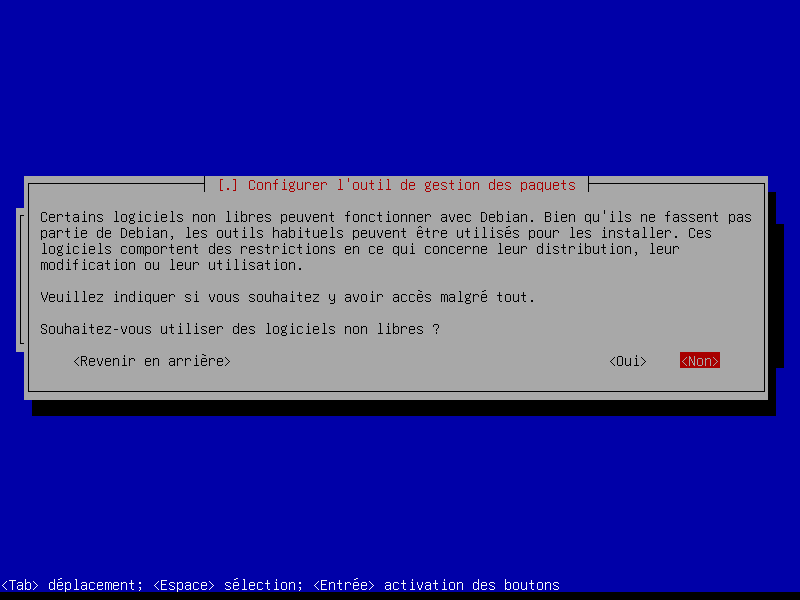 [.] Configurer l'outil de gestion des paquets
Certains logiciels non libres peuvent fonctionner avec Debian. Bien qu'ils ne fassent pas
partie de Debian, les outils habituels peuvent être utilisés pour les installer. Ces
logiciels comportent des restrictions en ce qui concerne leur distribution, leur
modification ou leur utilisation.
Veuillez indiquer si vous souhaitez y avoir accès malgré tout.
Souhaitez-vous utiliser des logiciels non libres ?
<Revenir en arrière> <Oui> <Non>
<Tab> déplacement; <Espace> sélection; <Entrée> activation des boutons